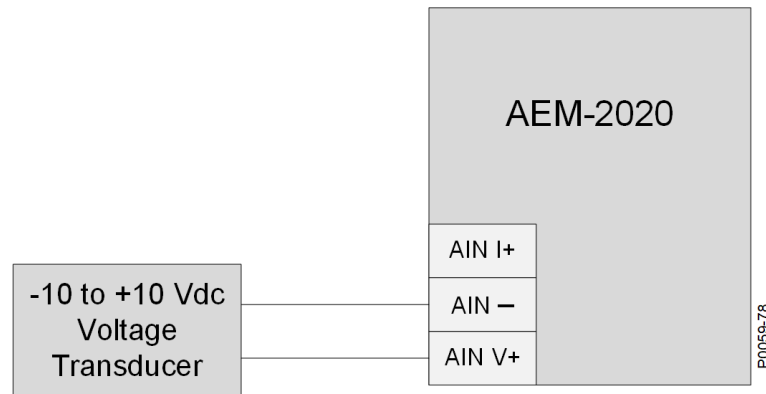 AEM-2020
AIN I+
AIN –
AIN V+
-10 to +10 Vdc
Voltage
Transducer
P0059-78